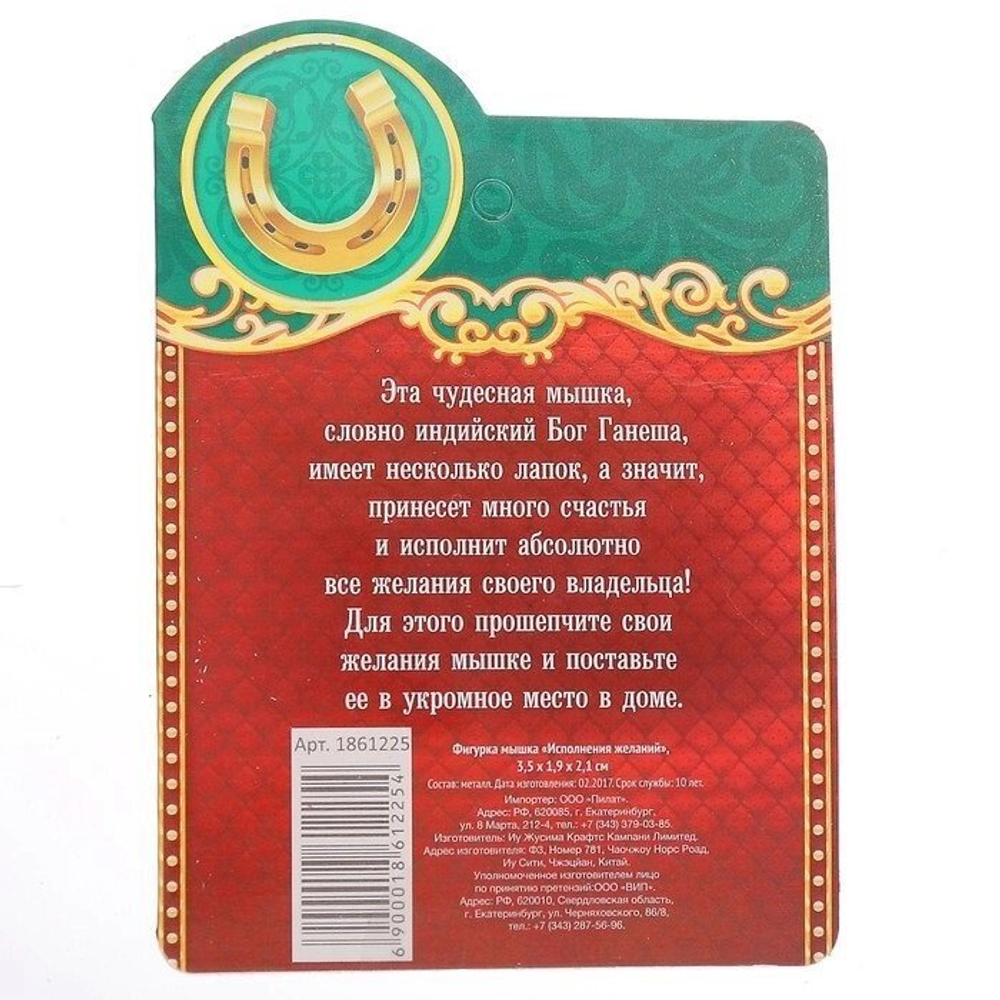 Эта чудесная мышка,
словно индийский Бог Ганеша,
имеет несколько лапок, а значит,
принесет много счастья
и исполнит абсолютно
все желания своего владельца!
Для этого прошепчите свои
желания мышке и поставьте
ее в укромное место в доме.
Арт. 1861225
6900018612254
Фигурка мышка «Исполнения желаний»,
3,5 х 1,9 х 2,1 см
Состав: металл. Дата изготовления: 02.2017. Срок службы: 10 лет.
Импортер: ООО «Пилат».
Адрес: РФ, 620085, г. Екатеринбург,
ул. 8 Марта, 212-4, тел.: +7 (343) 379-03-85.
Изготовитель: Иу Жусима Крафтс Кампани Лимитед.
Адрес изготовителя: Ф3, Номер 781, Чаочжоу Норс Роад,
Иу Сити, Чжэцйан, Китай.
Уполномоченное изготовителем лицо
по принятию претензий:ООО «ВИП».
Адрес: РФ, 620010, Свердловская область,
г. Екатеринбург, ул. Черняховского, 86/8,
тел.: +7 (343) 287-56-96.